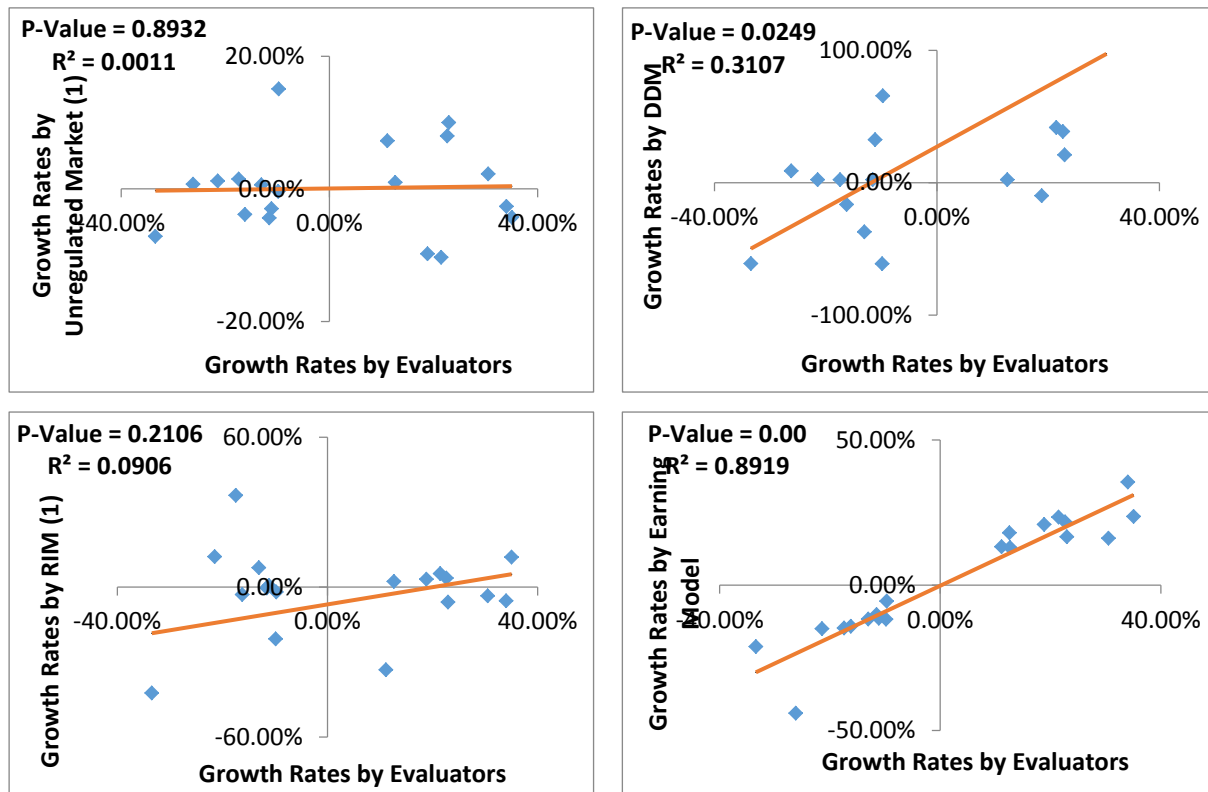 P-Value = 0.8932
R² = 0.0011
20.00%
0.00%
-20.00%
40.00%
0.00%
40.00%
Growth Rates by
Unregulated Market (1)
Growth Rates by Evaluators
P-Value = 0.0249
R² = 0.3107
100.00%
0.00%
-100.00%
-40.00%
0.00%
40.00%
Growth Rates by DDM
Growth Rates by Evaluators
P-Value = 0.2106
R² = 0.0906
60.00%
0.00%
-60.00%
-40.00%
0.00%
40.00%
Growth Rates by RIM (1)
Growth Rates by Evaluators
P-Value = 0.00
R² = 0.8919
50.00%
0.00%
-50.00%
-40.00%
0.00%
40.00%
Growth Rates by Earning
Model
Growth Rates by Evaluators